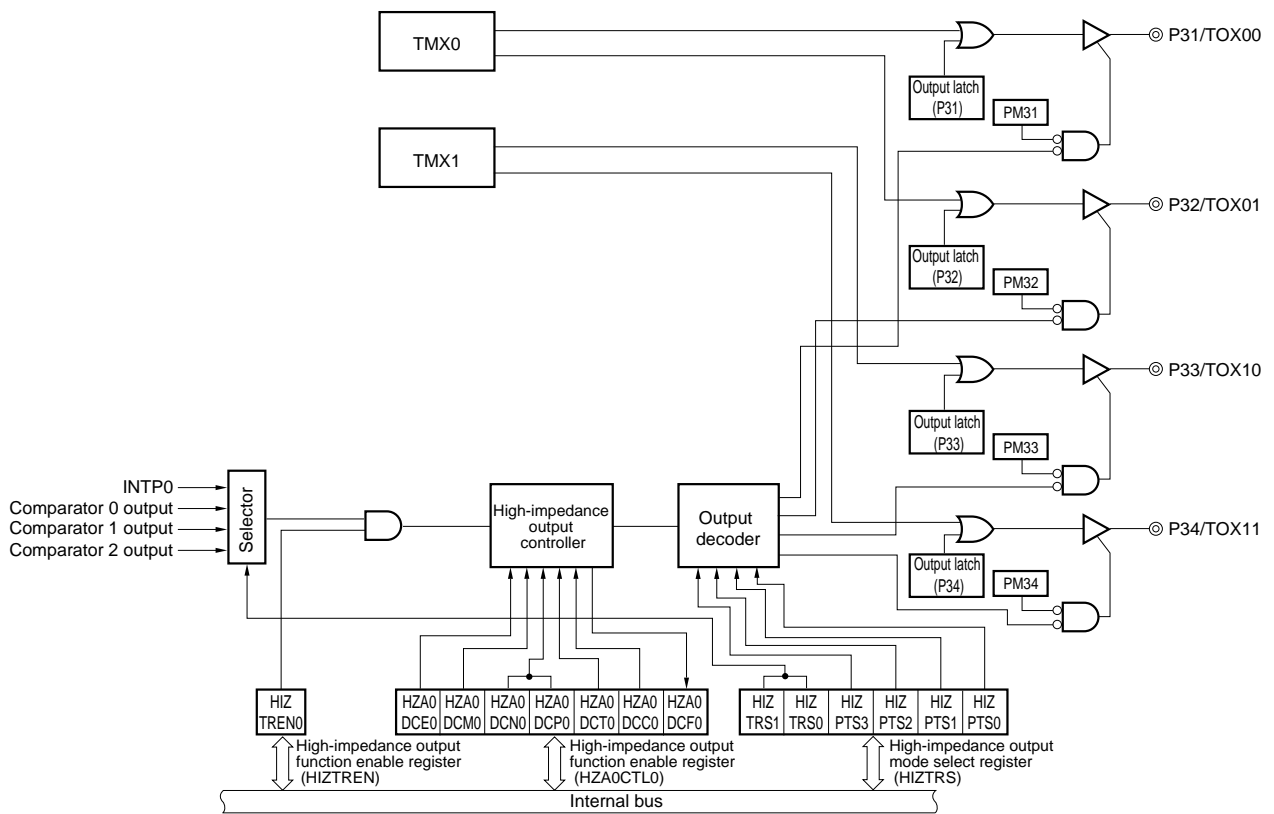 TMX0
P31/TOX00
Output latch
(P31)
PM31
TMX1
P32/TOX01
Output latch
(P32)
PM32
P33/TOX10
Output latch
(P33)
PM33
INTP0
Comparator 0 output
Comparator 1 output
Comparator 2 output
Selector
High-impedance
output
controller
Output
decoder
P34/TOX11
Output latch
(P34)
PM34
HIZ
TREN0
HZA0
DCE0
HZA0
DCM0
HZA0
DCN0
HZA0
DCP0
HZA0
DCT0
HZA0
DCC0
HZA0
DCF0
HIZ
TRS1
HIZ
TRS0
HIZ
PTS3
HIZ
PTS2
HIZ
PTS1
HIZ
PTS0
High-impedance output
function enable register
(HIZTREN)
High-impedance output
function enable register
(HZA0CTL0)
High-impedance output
mode select register
(HIZTRS)
Internal bus